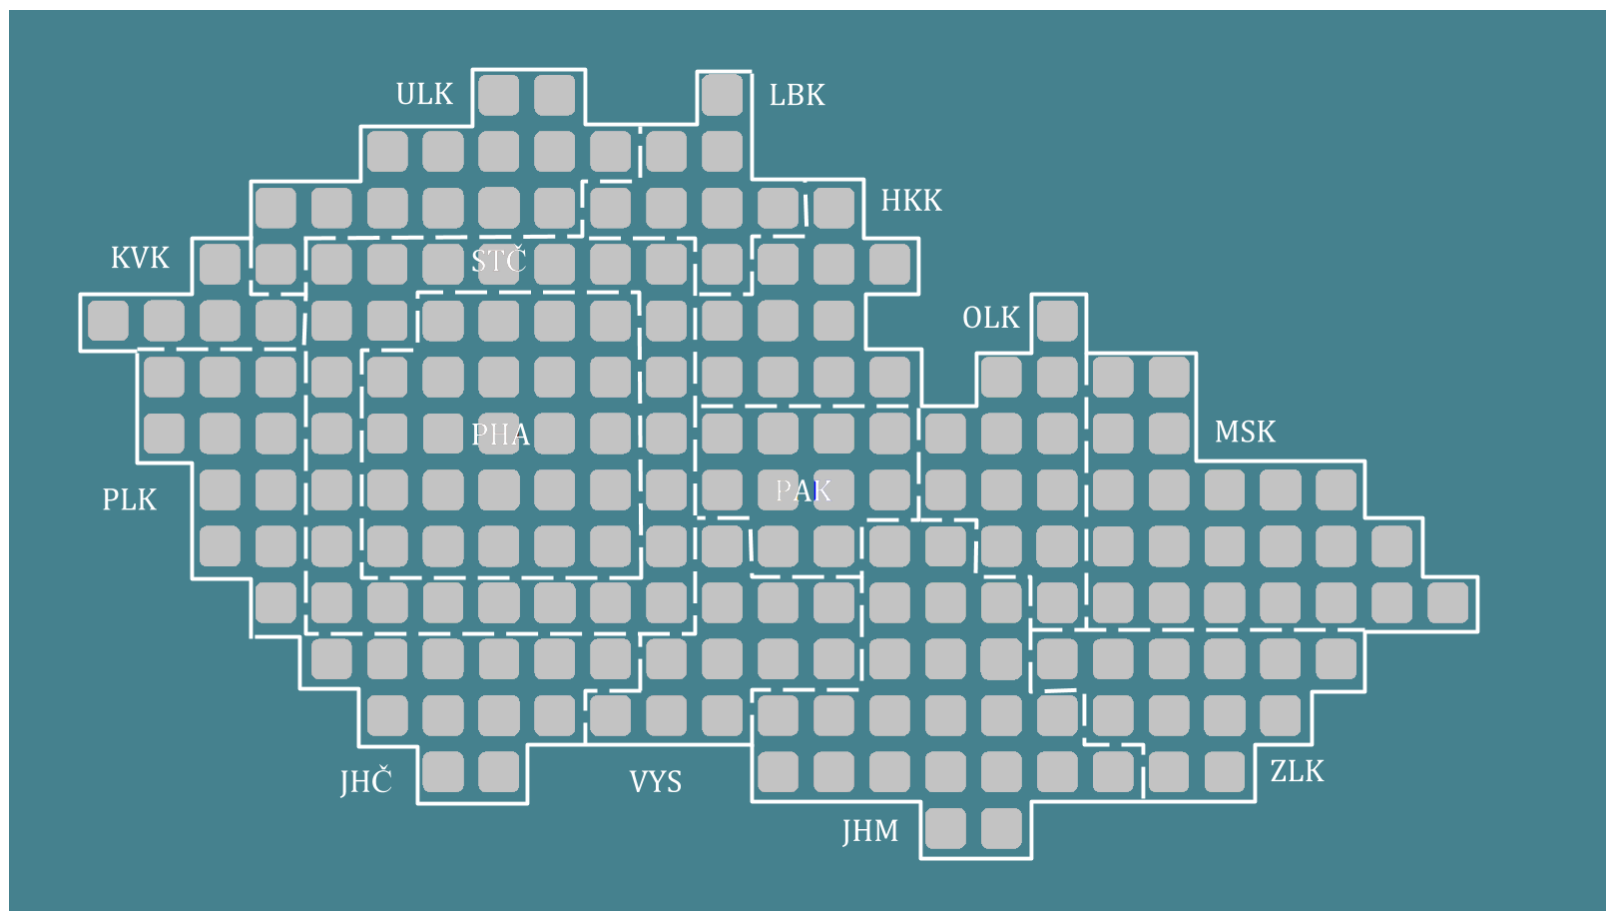 ULK
LBK
HKK
KVK
STČ
OLK
MSK
PHA
PLK
PAK
JHČ
VYS
ZLK
JHM